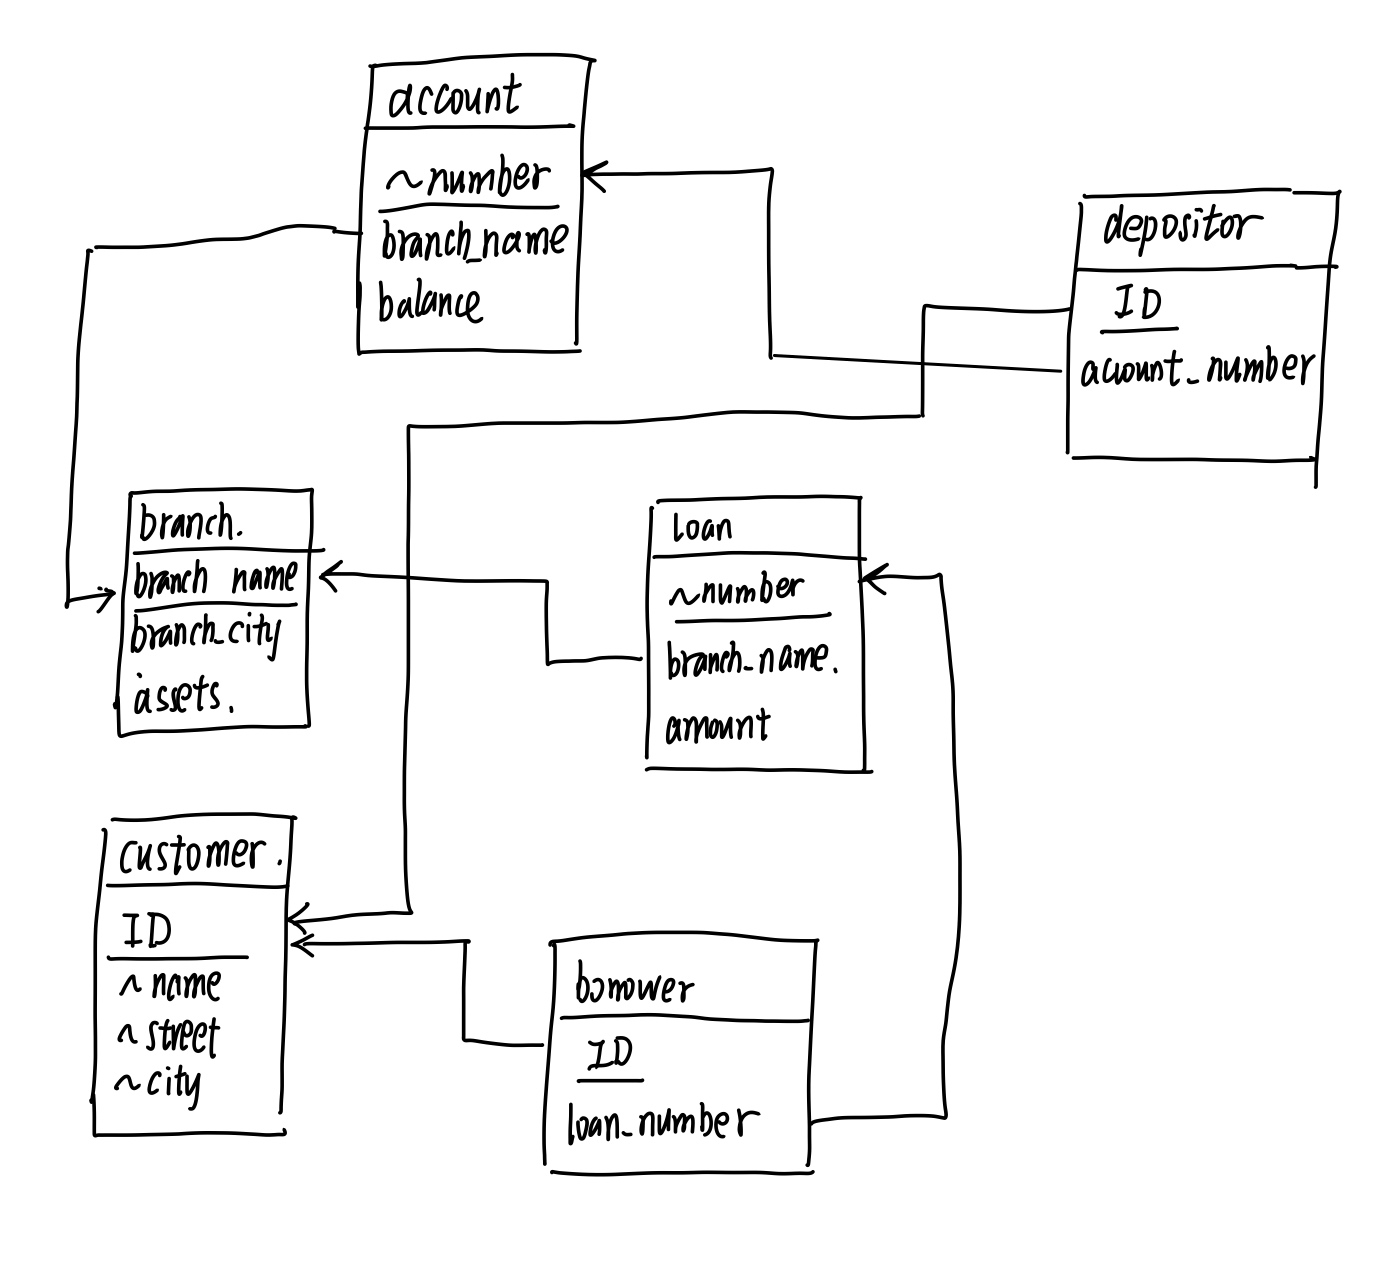 account
~number
branch_name
balance
depositor
ID
account_number
branch.
branch name
branch_city
assets.
loan
~number
branch_name.
amount
customer.
ID
~name
~street
~city
borrower
ID
loan_number